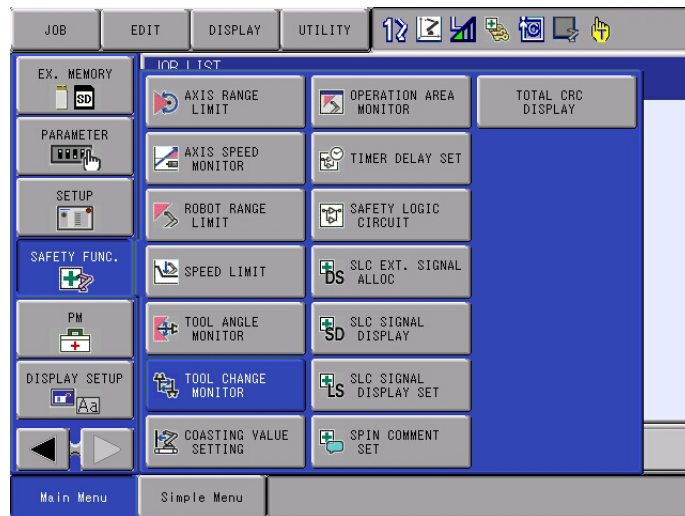 JOB
EDIT
DISPLAY
UTILITY
12
JOB LIST
EX. MEMORY
SD
PARAMETER
SETUP
SAFETY FUNC.
PM
DISPLAY SETUP
Aa
AXIS RANGE
LIMIT
AXIS SPEED
MONITOR
ROBOT RANGE
LIMIT
SPEED LIMIT
TOOL ANGLE
MONITOR
TOOL CHANGE
MONITOR
COASTING VALUE
SETTING
OPERATION AREA
MONITOR
TIMER DELAY SET
SAFETY LOGIC
CIRCUIT
DS
SLC EXT. SIGNAL
ALLOC
SD
SLC SIGNAL
DISPLAY
LS
SLC SIGNAL
DISPLAY SET
SPIN COMMENT
SET
TOTAL CRC
DISPLAY
Main Menu
Simple Menu